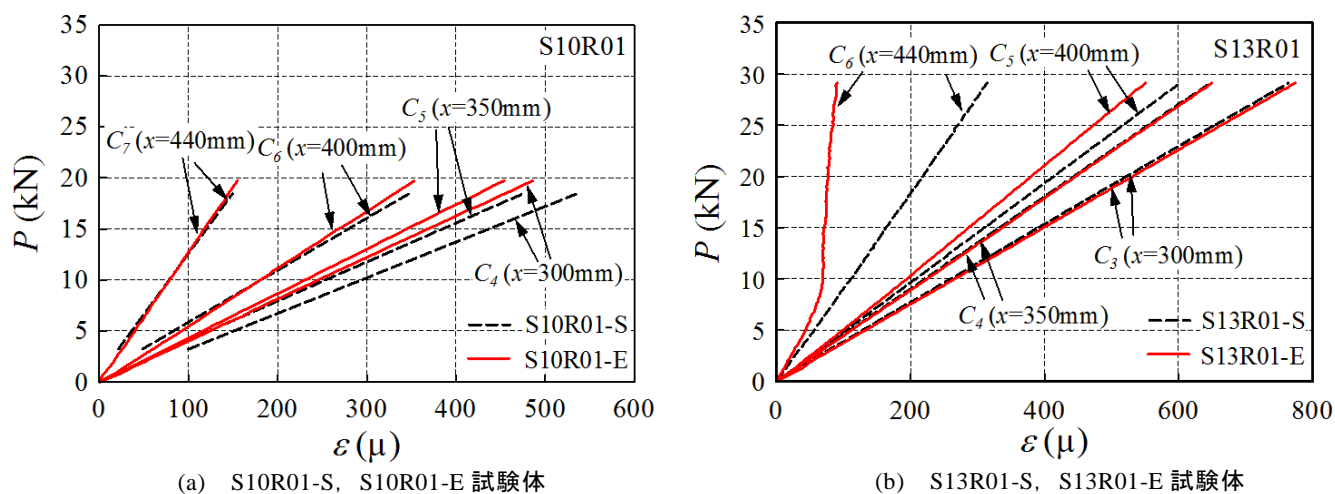 35
30
25
20
15
10
5
0
P (kN)
S10R01
C7 (x=440mm)
C6 (x=400mm)
C5 (x=350mm)
C4 (x=300mm)
S10R01-S
S10R01-E
0 100 200 300 400 500 600
ε (μ)
(a) S10R01-S, S10R01-E 試験体
35
30
25
20
15
10
5
0
P (kN)
S13R01
C6 (x=440mm)
C5 (x=400mm)
C3 (x=300mm)
C4 (x=350mm)
S13R01-S
S13R01-E
0 200 400 600 800
ε (μ)
(b) S13R01-S, S13R01-E 試験体